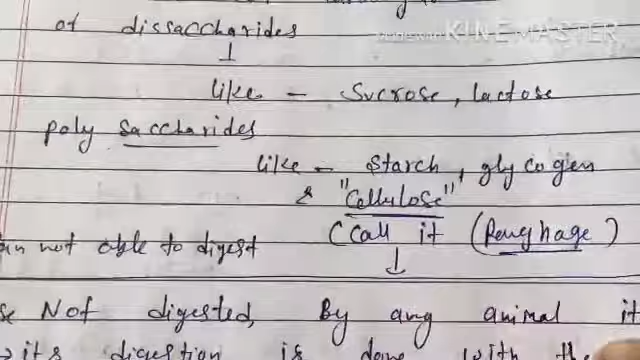 of dissaccharides
KINEMASTER
like - Sucrose, lactose
poly saccharides
like - Starch, glycogen
& "Cellulose"
not able to digest (call it (Roughage)
Not digested, By any animal it
its digestion is done with the